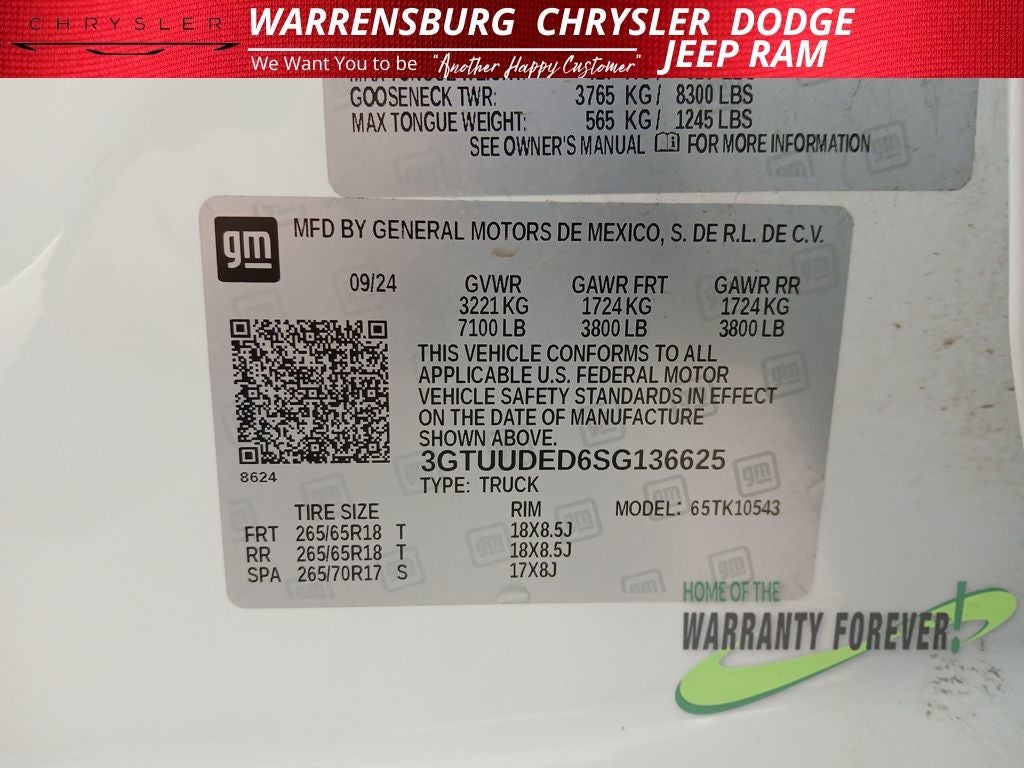 CHRYSLER
WARRENSBURG CHRYSLER DODGE
JEEP RAM
We Want You to be "Another Happy Customer"
MAX TONGUE WEIGHT:
GOOSENECK TWR: 3765 KG/ 8300 LBS
MAX TONGUE WEIGHT: 565 KG/ 1245 LBS
SEE OWNER'S MANUAL FOR MORE INFORMATION
gm
MFD BY GENERAL MOTORS DE MEXICO, S. DE R.L. DE C.V.
09/24 GVWR GAWR FRT GAWR RR
3221 KG 1724 KG 1724 KG
7100 LB 3800 LB 3800 LB
THIS VEHICLE CONFORMS TO ALL
APPLICABLE U.S. FEDERAL MOTOR
VEHICLE SAFETY STANDARDS IN EFFECT
ON THE DATE OF MANUFACTURE
SHOWN ABOVE.
3GTUUDED6SG136625
8624
TYPE: TRUCK
TIRE SIZE RIM MODEL: 65TK10543
FRT 265/65R18 T 18X8.5J
RR 265/65R18 T 18X8.5J
SPA 265/70R17 S 17X8J
HOME OF THE
WARRANTY FOREVER!